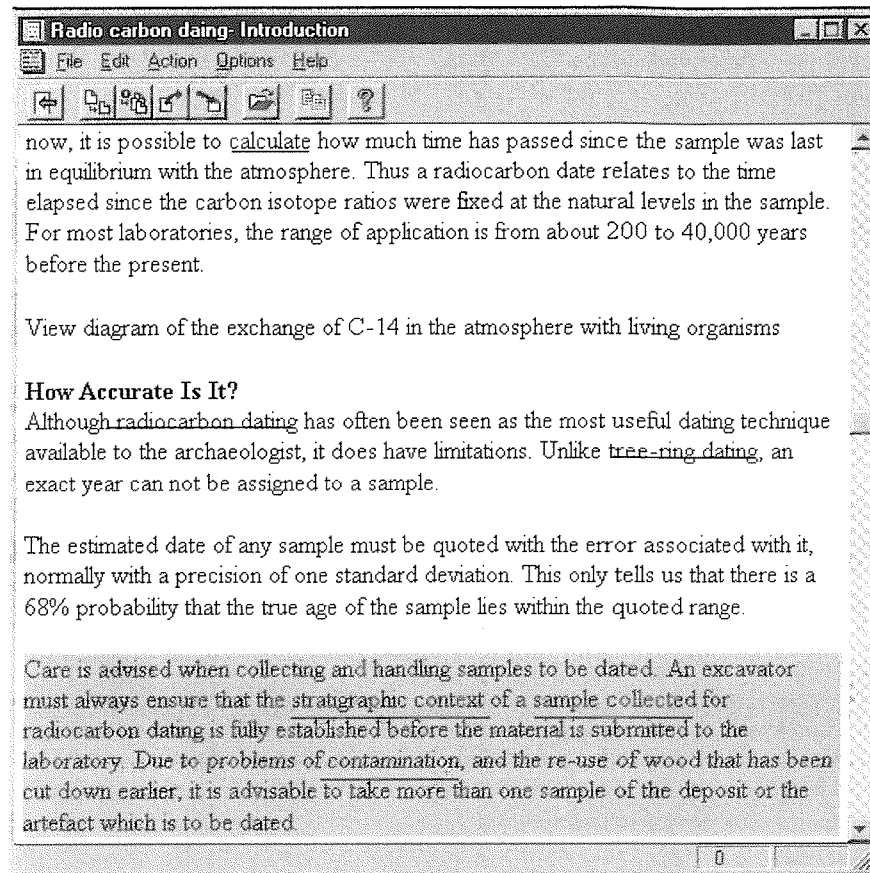 Radio carbon daing- Introduction
File Edit Action Options Help
now, it is possible to calculate how much time has passed since the sample was last
in equilibrium with the atmosphere. Thus a radiocarbon date relates to the time
elapsed since the carbon isotope ratios were fixed at the natural levels in the sample.
For most laboratories, the range of application is from about 200 to 40,000 years
before the present.
View diagram of the exchange of C-14 in the atmosphere with living organisms
How Accurate Is It?
Although radiocarbon dating has often been seen as the most useful dating technique
available to the archaeologist, it does have limitations. Unlike tree-ring dating, an
exact year can not be assigned to a sample.
The estimated date of any sample must be quoted with the error associated with it,
normally with a precision of one standard deviation. This only tells us that there is a
68% probability that the true age of the sample lies within the quoted range.
Care is advised when collecting and handling samples to be dated. An excavator
must always ensure that the stratigraphic context of a sample collected for
radiocarbon dating is fully established before the material is submitted to the
laboratory. Due to problems of contamination, and the re-use of wood that has been
cut down earlier, it is advisable to take more than one sample of the deposit or the
artefact which is to be dated.
0